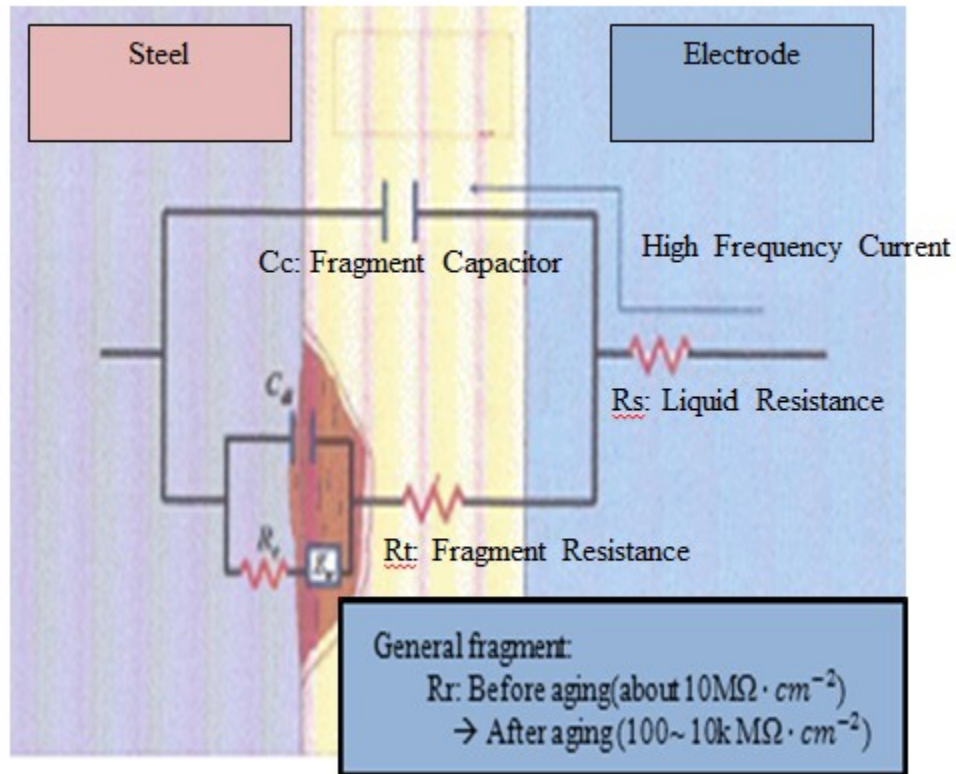 Steel
Electrode
Cc: Fragment Capacitor
High Frequency Current
Rs: Liquid Resistance
Rt: Fragment Resistance
General fragment:
Rr: Before aging(about 10MΩ · cm⁻²)
→ After aging (100~ 10k MΩ · cm⁻²)